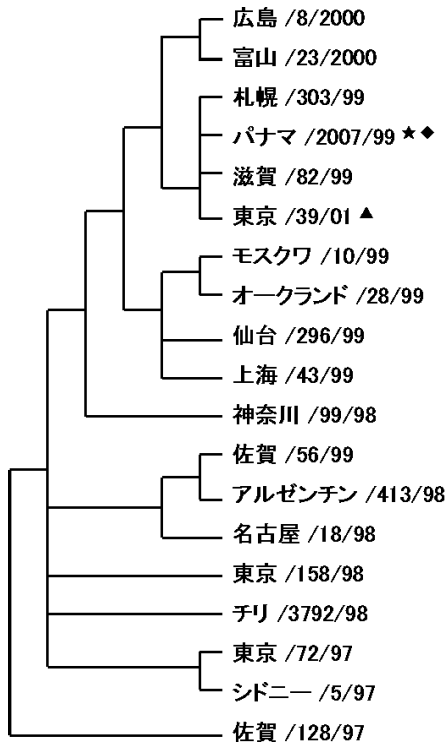 広島 /8/2000
富山 /23/2000
札幌 /303/99
パナマ /2007/99 ★◆
滋賀 /82/99
東京 /39/01 ▲
モスクワ /10/99
オークランド /28/99
仙台 /296/99
上海 /43/99
神奈川 /99/98
佐賀 /56/99
アルゼンチン /413/98
名古屋 /18/98
東京 /158/98
チリ /3792/98
東京 /72/97
シドニー /5/97
佐賀 /128/97